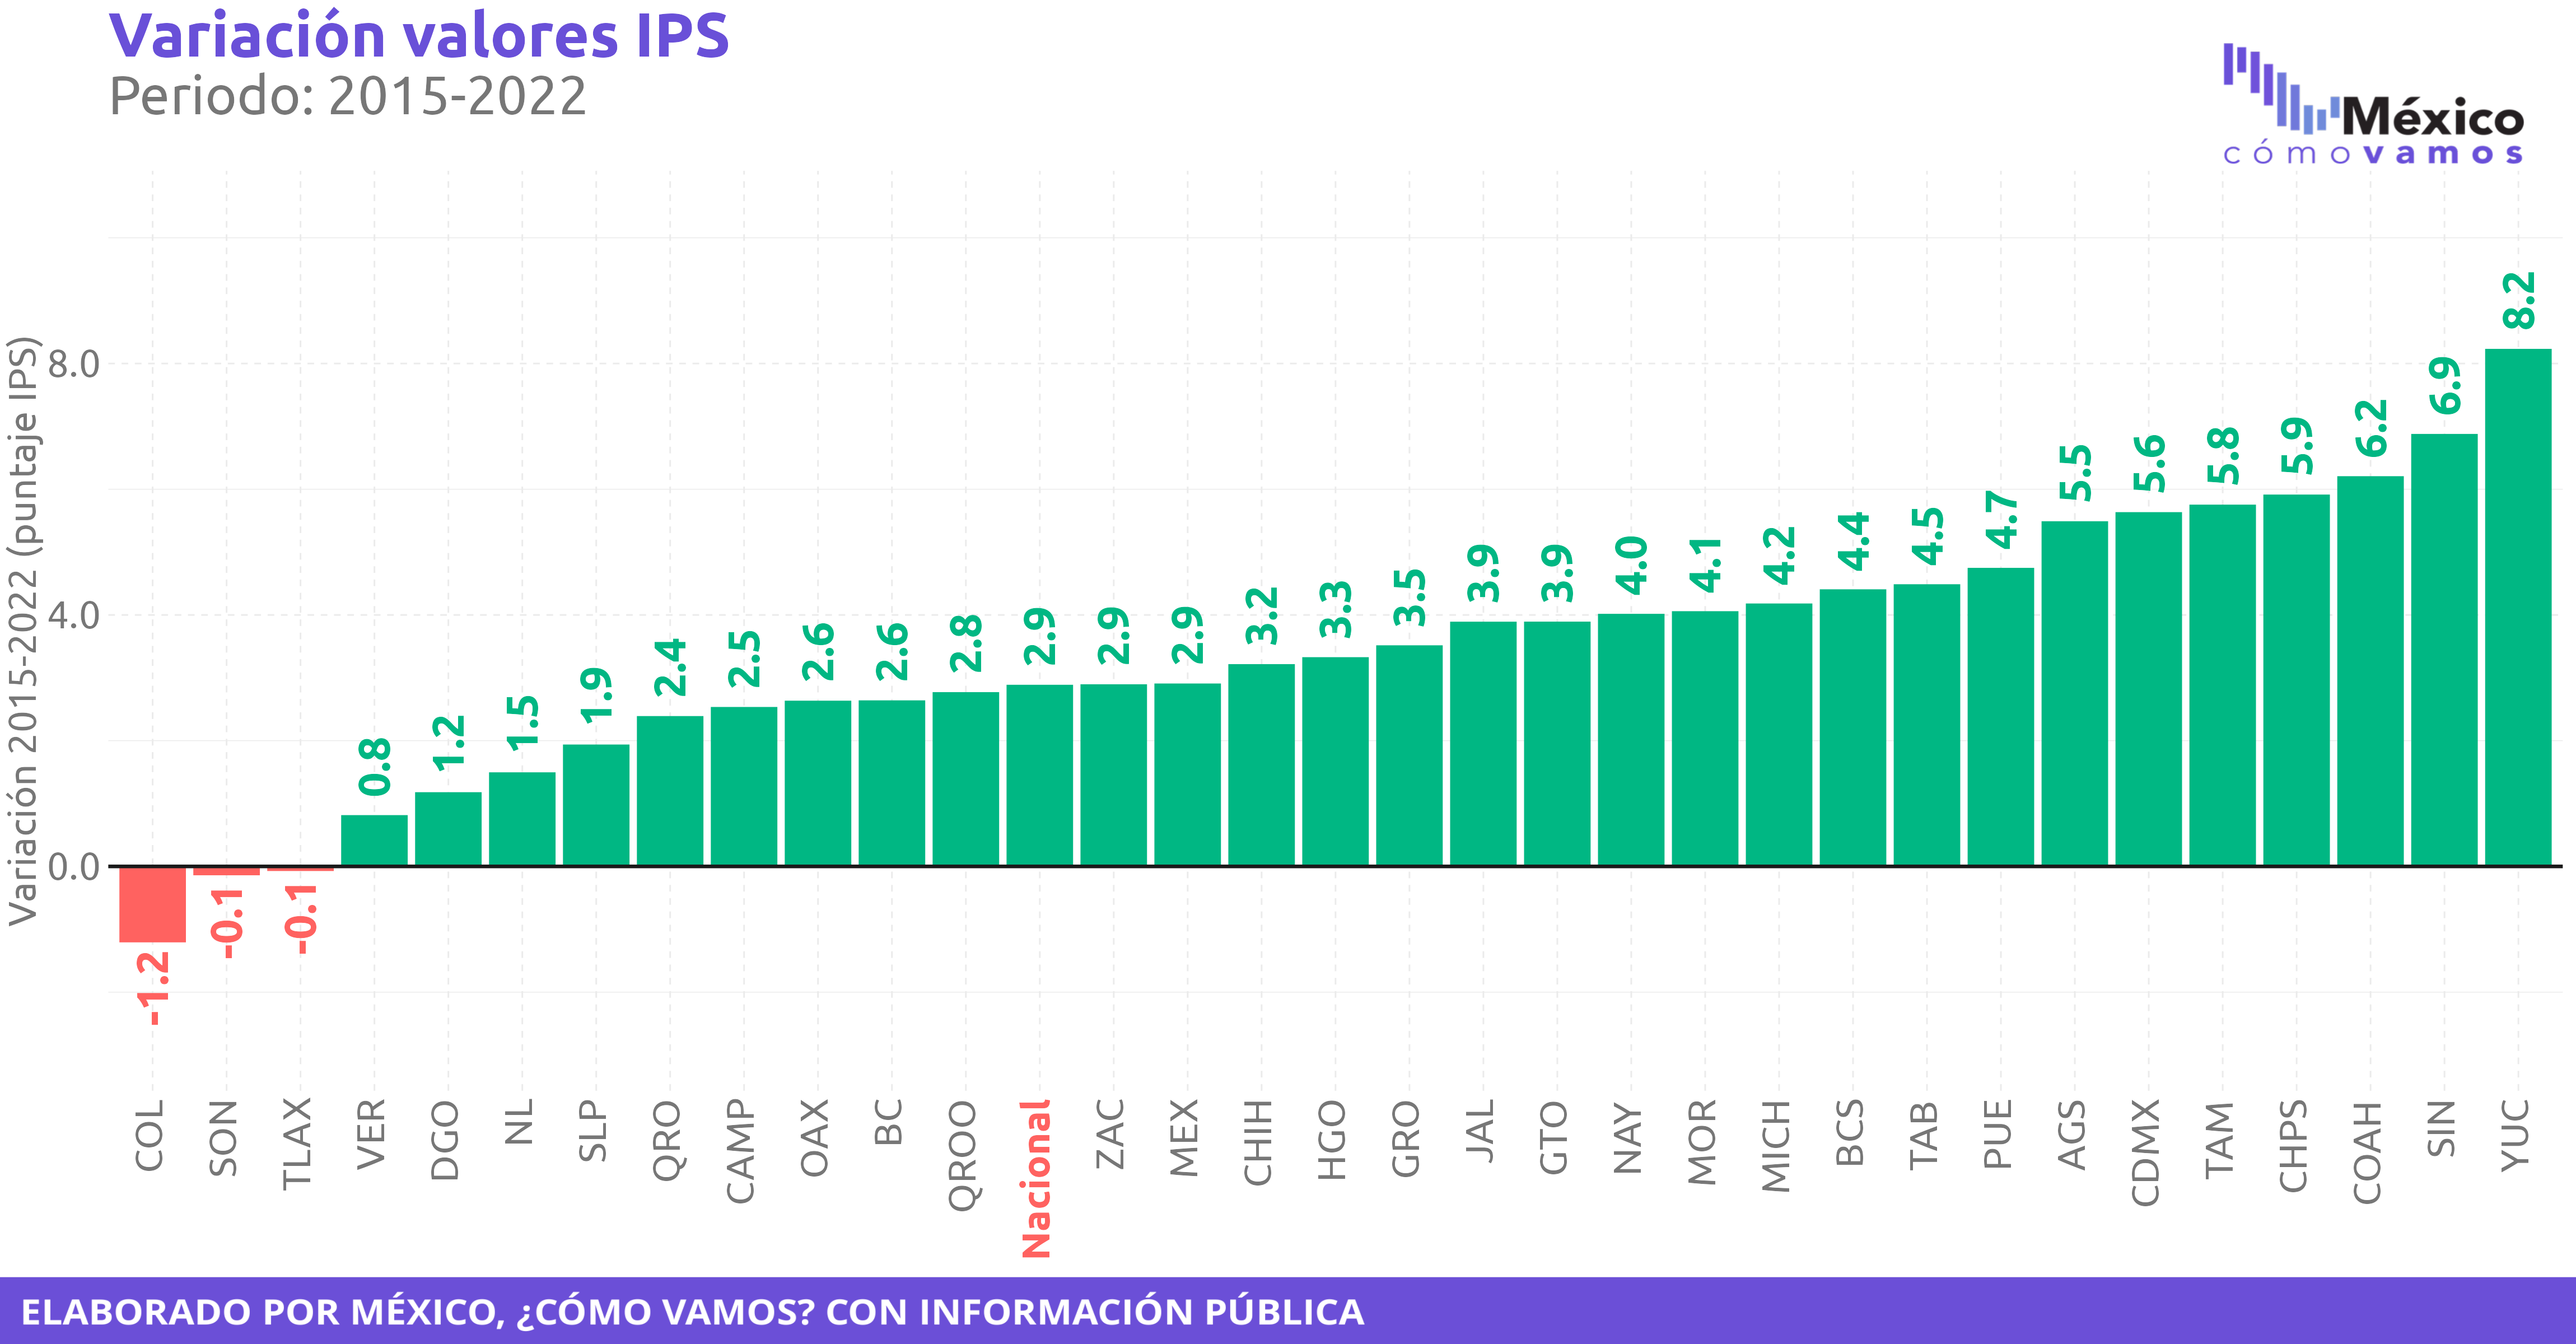 Variación valores IPS
Periodo: 2015-2022
México
cómo vamos
Variación 2015-2022 (puntaje IPS)
8.0
4.0
0.0
-1.2
-0.1
-0.1
0.8
1.2
1.5
1.9
2.4
2.5
2.6
2.6
2.8
2.9
2.9
2.9
3.2
3.3
3.5
3.9
3.9
4.0
4.1
4.2
4.4
4.5
4.7
5.5
5.6
5.8
5.9
6.2
6.9
8.2
COL
SON
TLAX
VER
DGO
NL
SLP
QRO
CAMP
OAX
BC
QROO
Nacional
ZAC
MEX
CHIH
HGO
GRO
JAL
GTO
NAY
MOR
MICH
BCS
TAB
PUE
AGS
CDMX
TAM
CHPS
COAH
SIN
YUC
ELABORADO POR MÉXICO, ¿CÓMO VAMOS? CON INFORMACIÓN PÚBLICA